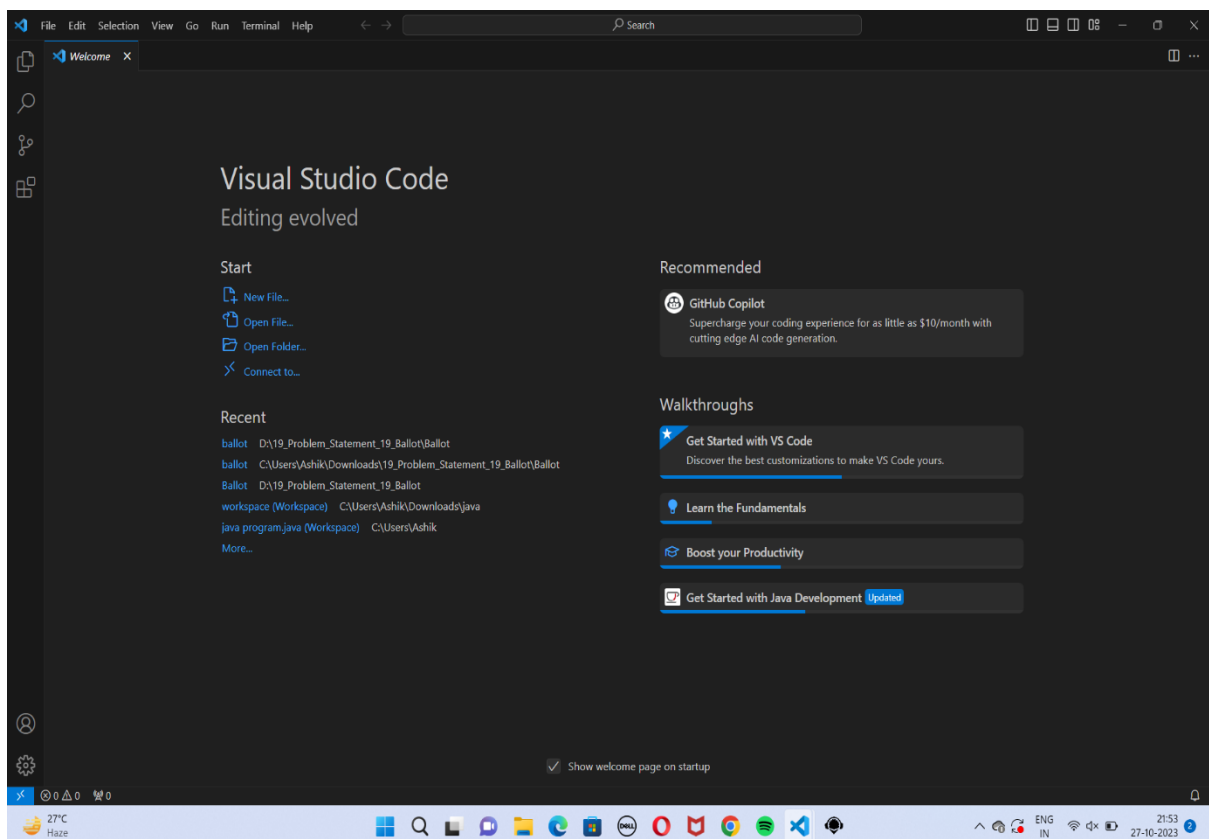 File Edit Selection View Go Run Terminal Help
Search
Welcome
Visual Studio Code
Editing evolved
Start
New File...
Open File...
Open Folder...
Connect to...
Recent
ballot D:\19_Problem_Statement_19_Ballot\Ballot
ballot C:\Users\Ashik\Downloads\19_Problem_Statement_19_Ballot\Ballot
Ballot D:\19_Problem_Statement_19_Ballot
workspace (Workspace) C:\Users\Ashik\Downloads\java
java program.java (Workspace) C:\Users\Ashik
More...
Recommended
GitHub Copilot
Supercharge your coding experience for as little as $10/month with
cutting edge AI code generation.
Walkthroughs
Get Started with VS Code
Discover the best customizations to make VS Code yours.
Learn the Fundamentals
Boost your Productivity
Get Started with Java Development Updated
Show welcome page on startup
0 0 0
27°C
Haze
DELL
ENG
IN
21:53
27-10-2023
2